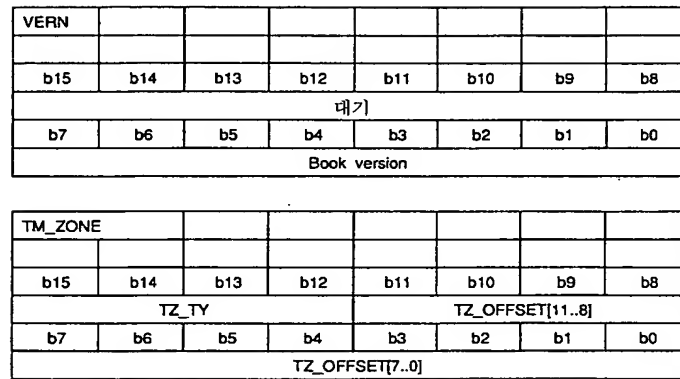 VERN
b15 b14 b13 b12 b11 b10 b9 b8
대기
b7 b6 b5 b4 b3 b2 b1 b0
Book version
TM_ZONE
b15 b14 b13 b12 b11 b10 b9 b8
TZ_TY TZ_OFFSET[11..8]
b7 b6 b5 b4 b3 b2 b1 b0
TZ_OFFSET[7..0]